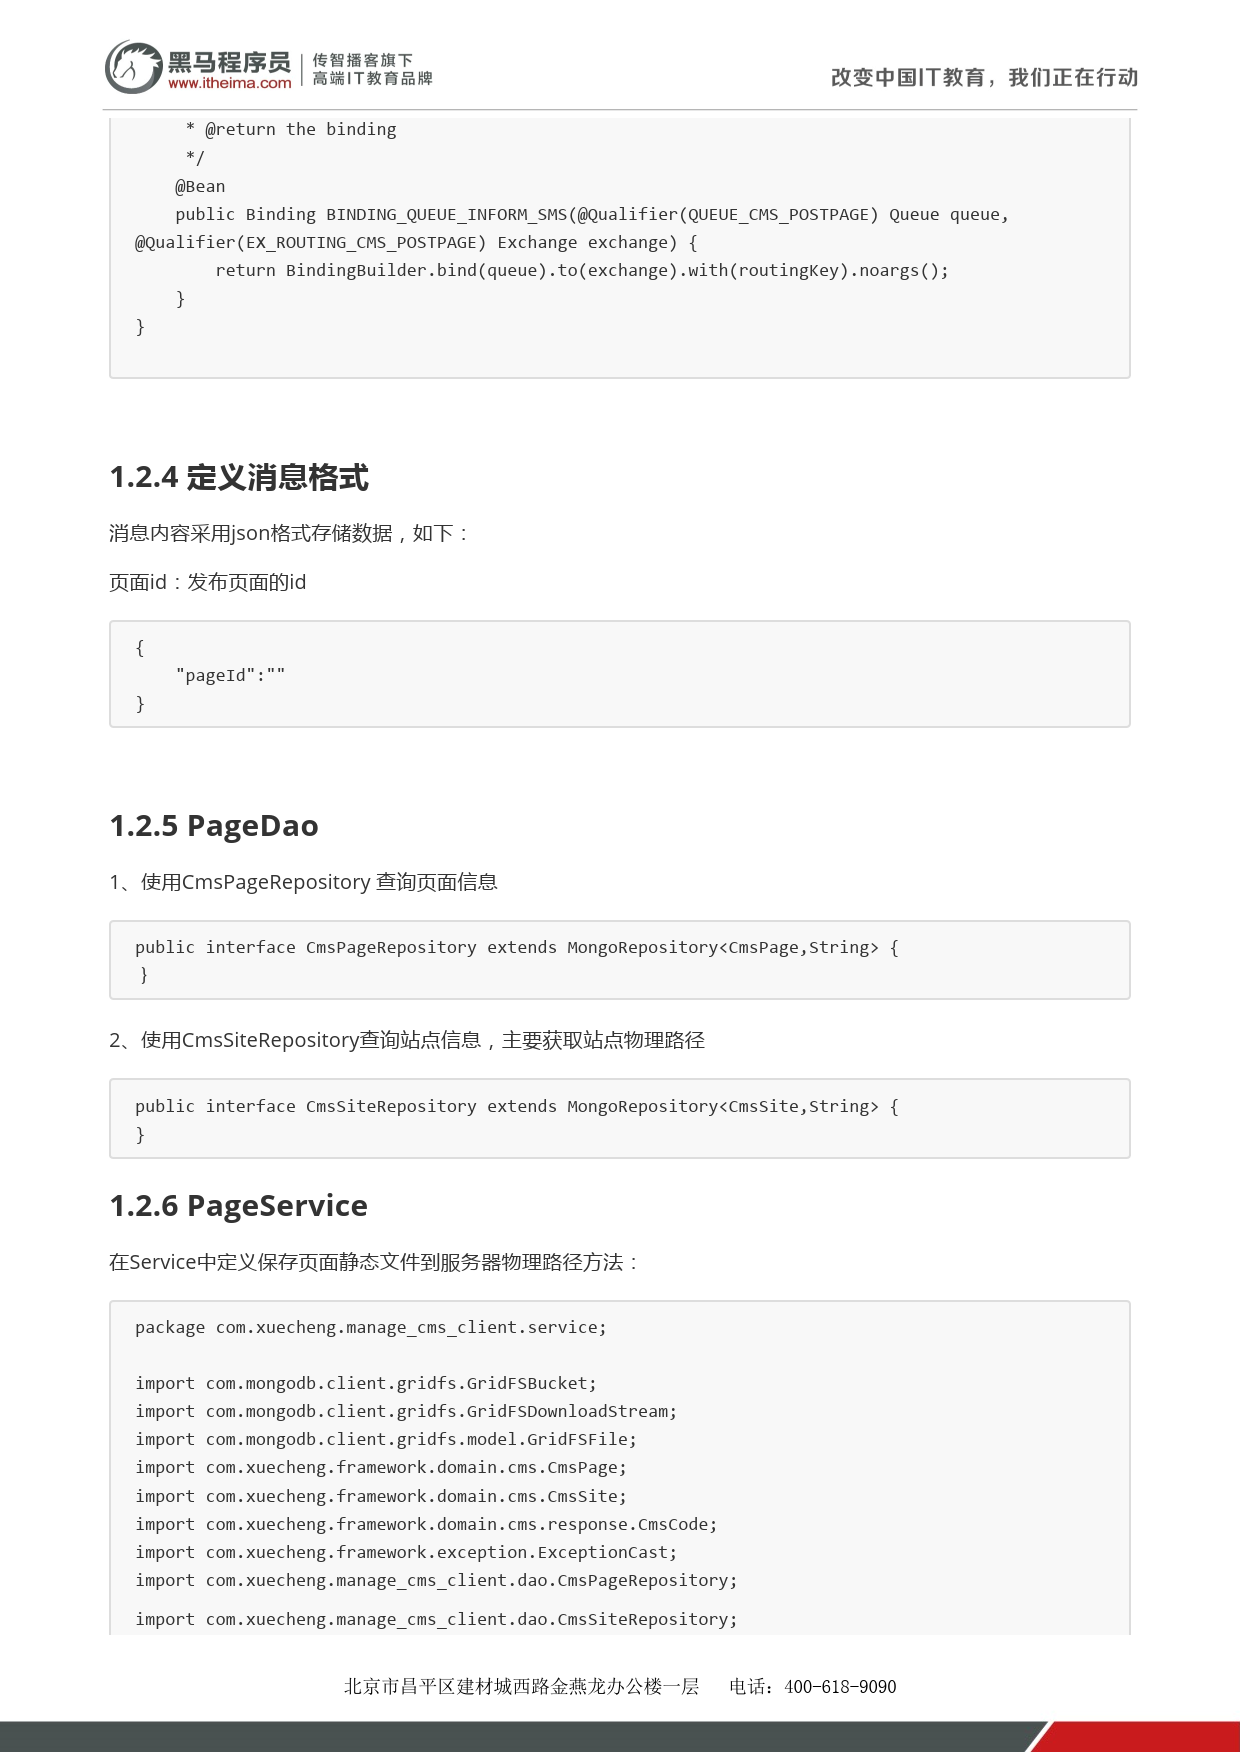 黑马程序员
www.itheima.com
传智播客旗下
高端IT教育品牌
改变中国IT教育，我们正在行动
     * @return the binding
     */
    @Bean
    public Binding BINDING_QUEUE_INFORM_SMS(@Qualifier(QUEUE_CMS_POSTPAGE) Queue queue,
@Qualifier(EX_ROUTING_CMS_POSTPAGE) Exchange exchange) {
        return BindingBuilder.bind(queue).to(exchange).with(routingKey).noargs();
    }
}
1.2.4 定义消息格式
消息内容采用json格式存储数据，如下：
页面id：发布页面的id
{
    "pageId":""
}
1.2.5 PageDao
1、使用CmsPageRepository 查询页面信息
public interface CmsPageRepository extends MongoRepository<CmsPage,String> {
}
2、使用CmsSiteRepository查询站点信息，主要获取站点物理路径
public interface CmsSiteRepository extends MongoRepository<CmsSite,String> {
}
1.2.6 PageService
在Service中定义保存页面静态文件到服务器物理路径方法：
package com.xuecheng.manage_cms_client.service;
import com.mongodb.client.gridfs.GridFSBucket;
import com.mongodb.client.gridfs.GridFSDownloadStream;
import com.mongodb.client.gridfs.model.GridFSFile;
import com.xuecheng.framework.domain.cms.CmsPage;
import com.xuecheng.framework.domain.cms.CmsSite;
import com.xuecheng.framework.domain.cms.response.CmsCode;
import com.xuecheng.framework.exception.ExceptionCast;
import com.xuecheng.manage_cms_client.dao.CmsPageRepository;
import com.xuecheng.manage_cms_client.dao.CmsSiteRepository;
北京市昌平区建材城西路金燕龙办公楼一层 电话：400-618-9090